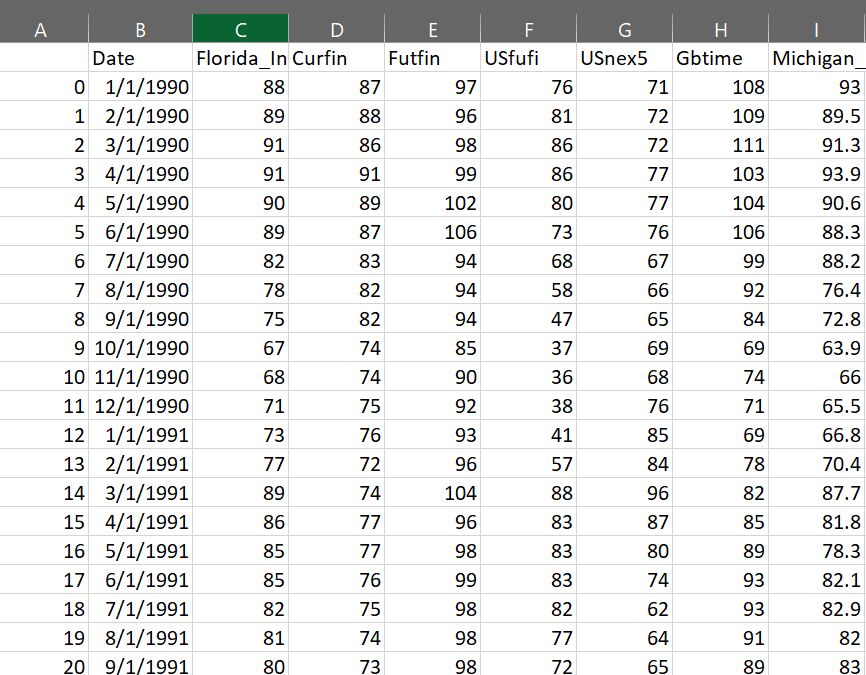 A B C D E F G H I
Date Florida_In Curfin Futfin USfufi USnex5 Gbtime Michigan_
0 1/1/1990 88 87 97 76 71 108 93
1 2/1/1990 89 88 96 81 72 109 89.5
2 3/1/1990 91 86 98 86 72 111 91.3
3 4/1/1990 91 91 99 86 77 103 93.9
4 5/1/1990 90 89 102 80 77 104 90.6
5 6/1/1990 89 87 106 73 76 106 88.3
6 7/1/1990 82 83 94 68 67 99 88.2
7 8/1/1990 78 82 94 58 66 92 76.4
8 9/1/1990 75 82 94 47 65 84 72.8
9 10/1/1990 67 74 85 37 69 69 63.9
10 11/1/1990 68 74 90 36 68 74 66
11 12/1/1990 71 75 92 38 76 71 65.5
12 1/1/1991 73 76 93 41 85 69 66.8
13 2/1/1991 77 72 96 57 84 78 70.4
14 3/1/1991 89 74 104 88 96 82 87.7
15 4/1/1991 86 77 96 83 87 85 81.8
16 5/1/1991 85 77 98 83 80 89 78.3
17 6/1/1991 85 76 99 83 74 93 82.1
18 7/1/1991 82 75 98 82 62 93 82.9
19 8/1/1991 81 74 98 77 64 91 82
20 9/1/1991 80 73 98 72 65 89 83